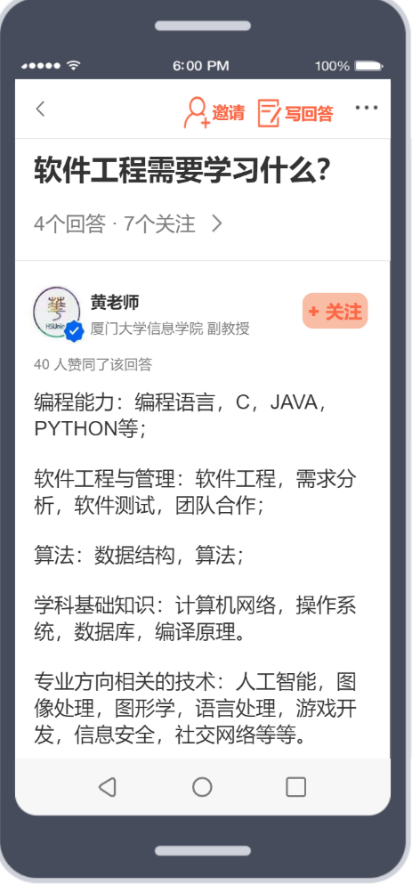 6:00 PM 100%
邀请 写回答
软件工程需要学习什么？
4个回答 · 7个关注
黄老师
厦门大学信息学院 副教授
+ 关注
40 人赞同了该回答
编程能力：编程语言，C，JAVA，
PYTHON等；
软件工程与管理：软件工程，需求分
析，软件测试，团队合作；
算法：数据结构，算法；
学科基础知识：计算机网络，操作系
统，数据库，编译原理。
专业方向相关的技术：人工智能，图
像处理，图形学，语言处理，游戏开
发，信息安全，社交网络等等。